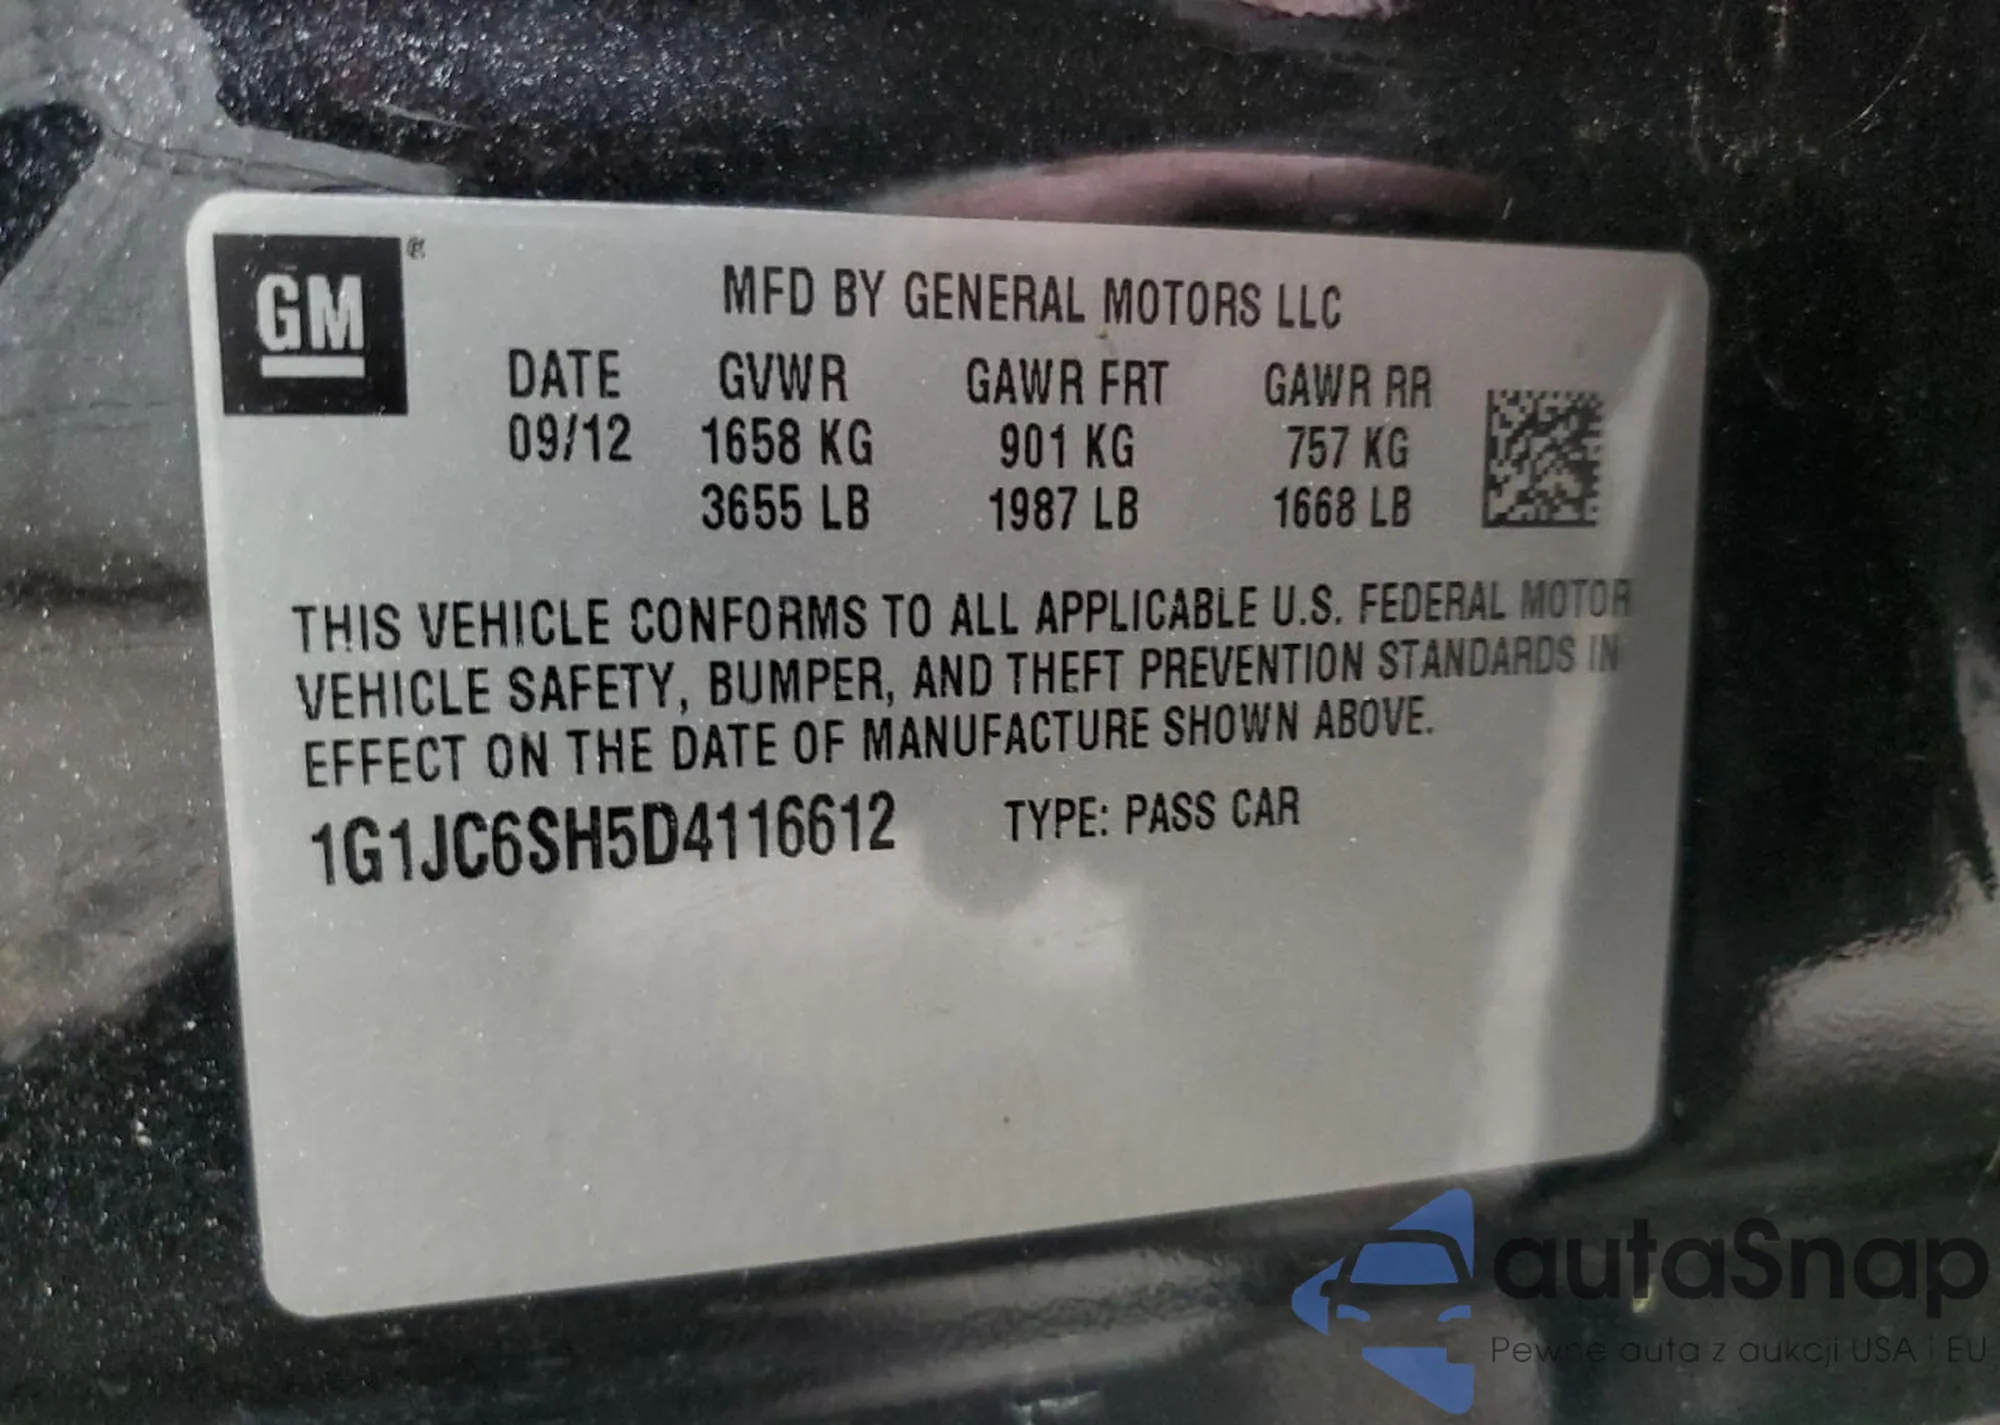 GM ®
MFD BY GENERAL MOTORS LLC
DATE GVWR GAWR FRT GAWR RR
09/12 1658 KG 901 KG 757 KG
3655 LB 1987 LB 1668 LB
THIS VEHICLE CONFORMS TO ALL APPLICABLE U.S. FEDERAL MOTOR
VEHICLE SAFETY, BUMPER, AND THEFT PREVENTION STANDARDS IN
EFFECT ON THE DATE OF MANUFACTURE SHOWN ABOVE.
1G1JC6SH5D4116612 TYPE: PASS CAR
autaSnap
Pewne auta z aukcji USA i EU